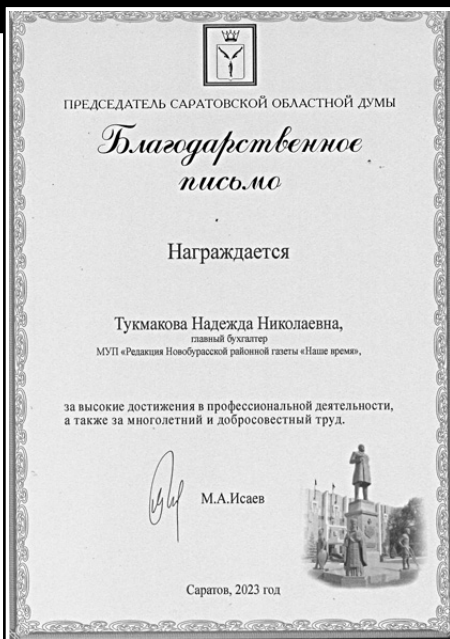 ПРЕДСЕДАТЕЛЬ САРАТОВСКОЙ ОБЛАСТНОЙ ДУМЫ
Благодарственное
письмо
Награждается
Тукмакова Надежда Николаевна,
главный бухгалтер
МУП «Редакция Новобурасской районной газеты «Наше время»,
за высокие достижения в профессиональной деятельности,
а также за многолетний и добросовестный труд.
М.А.Исаев
Саратов, 2023 год